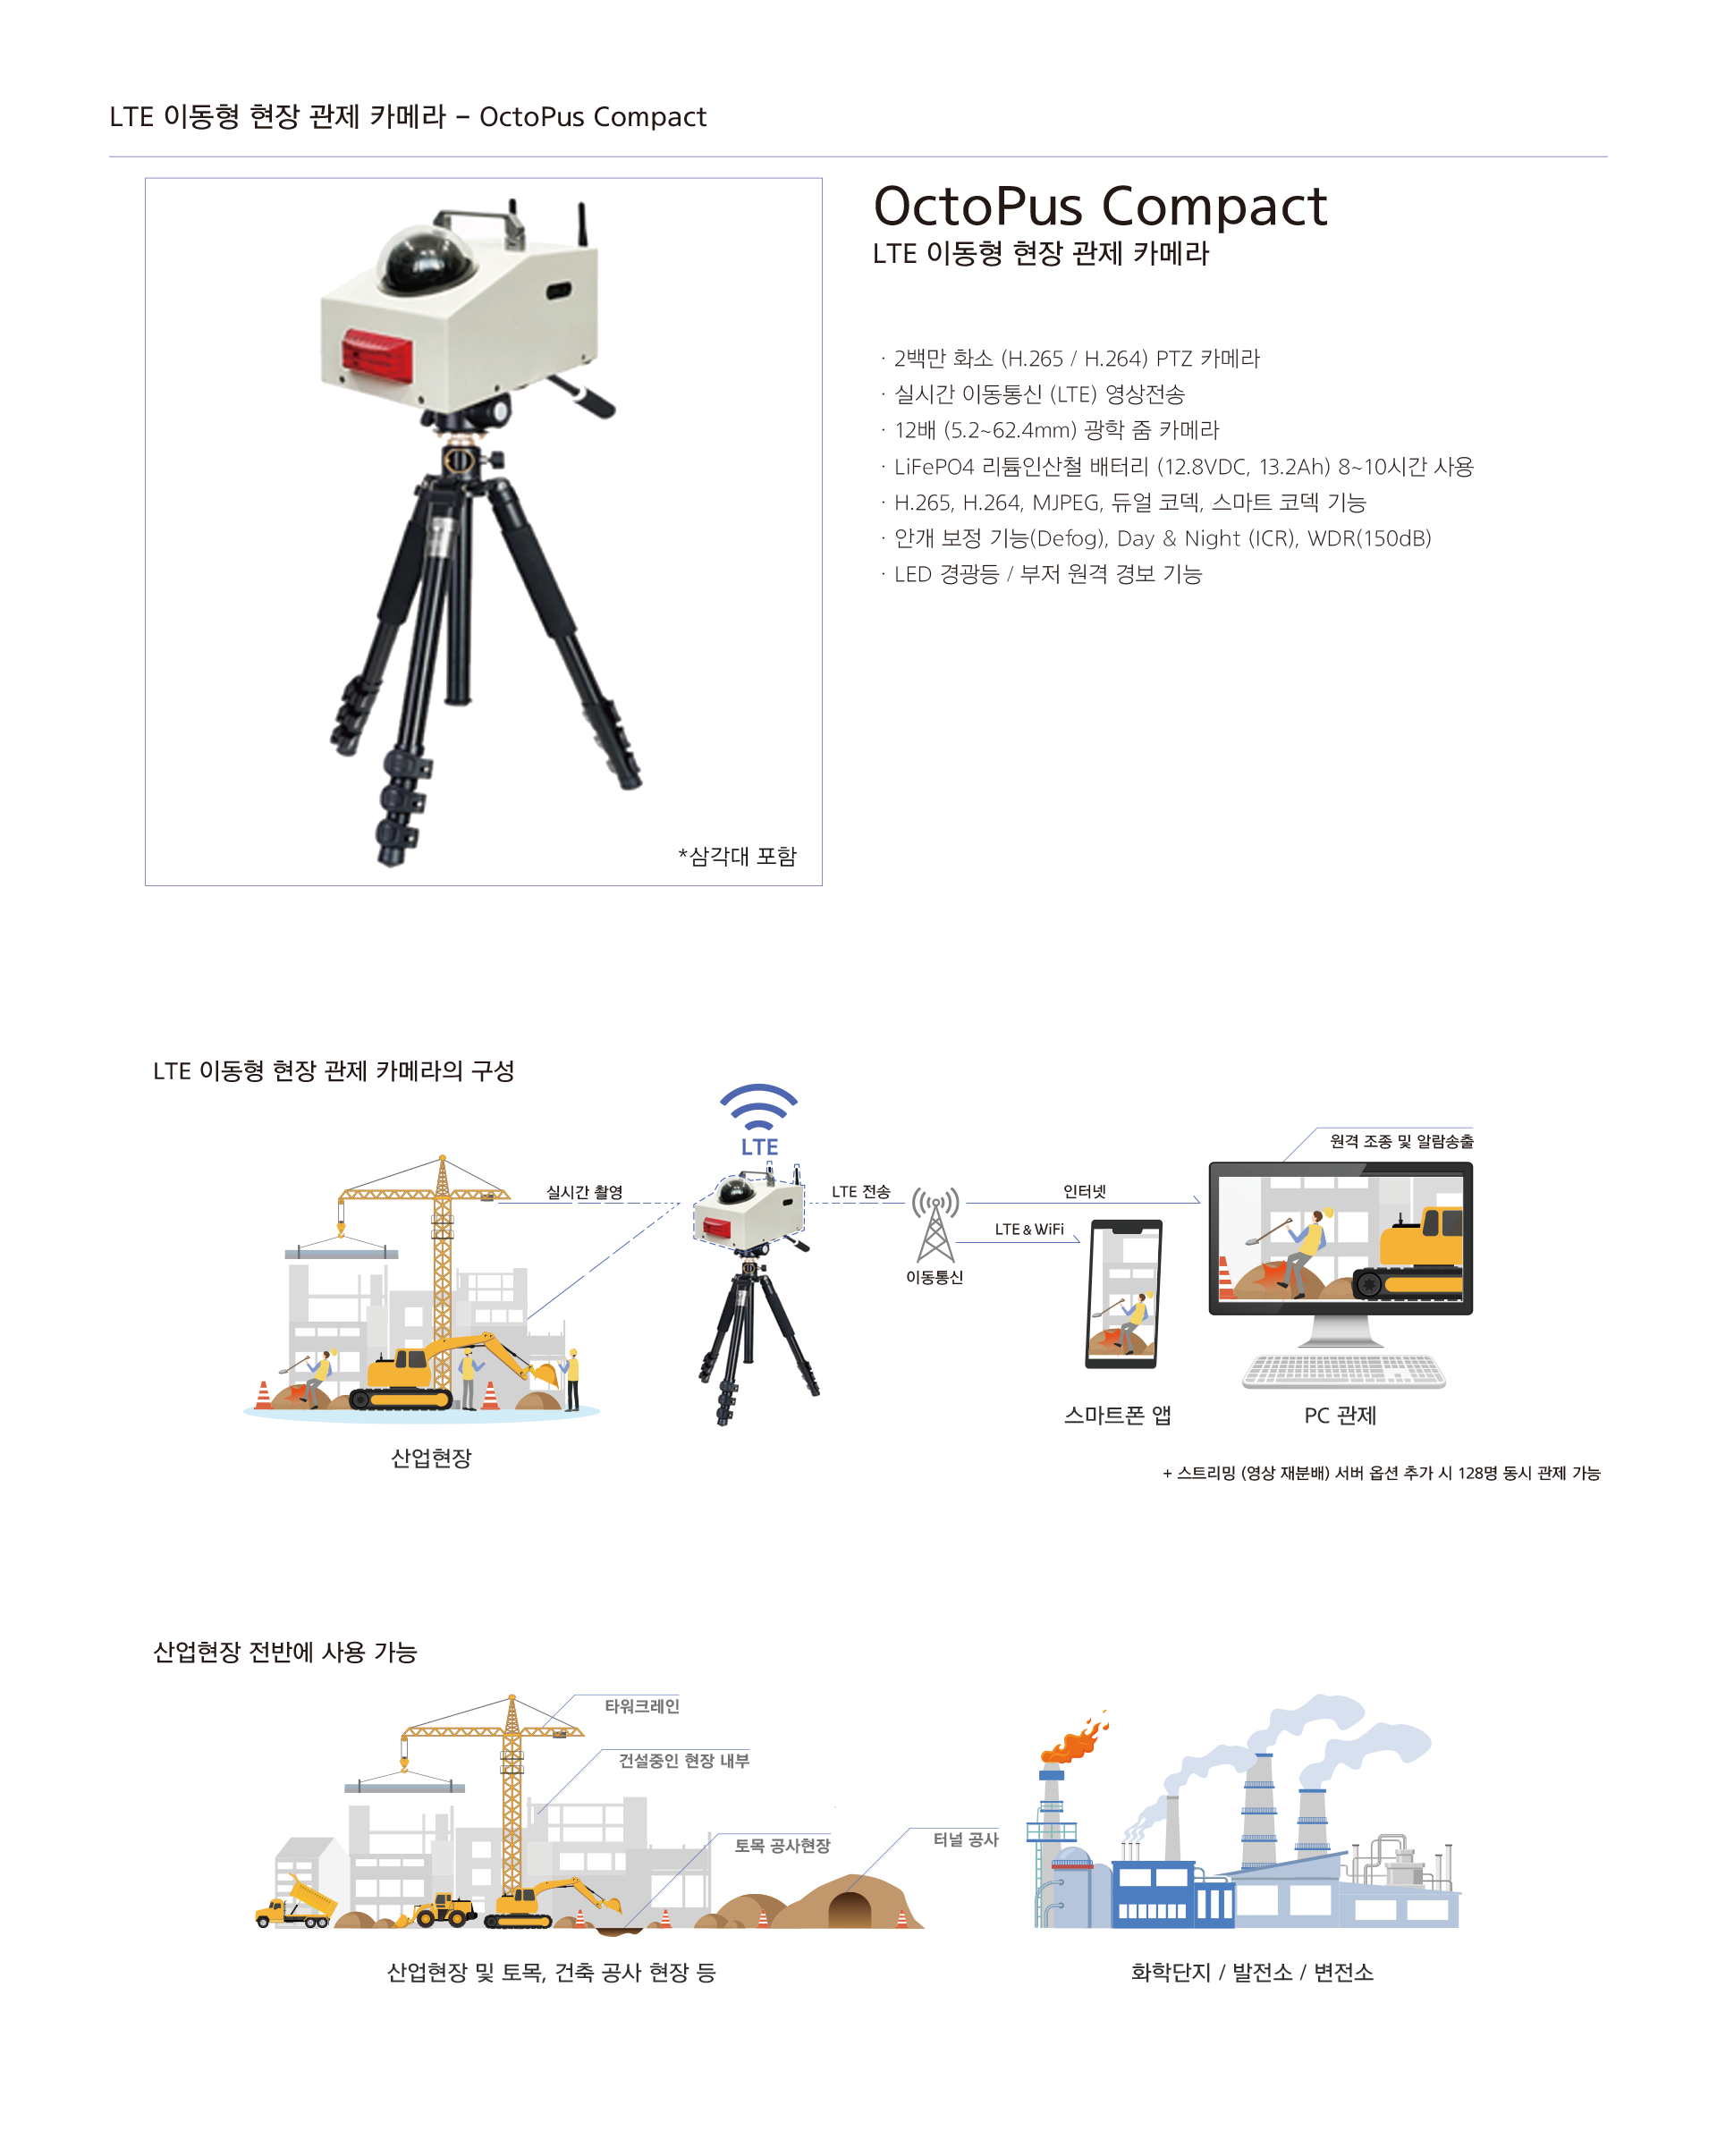 LTE 이동형 현장 관제 카메라 – OctoPus Compact
OctoPus Compact
LTE 이동형 현장 관제 카메라
· 2백만 화소 (H.265 / H.264) PTZ 카메라
· 실시간 이동통신 (LTE) 영상전송
· 12배 (5.2~62.4mm) 광학 줌 카메라
· LiFePO4 리튬인산철 배터리 (12.8VDC, 13.2Ah) 8~10시간 사용
· H.265, H.264, MJPEG, 듀얼 코덱, 스마트 코덱 기능
· 안개 보정 기능(Defog), Day & Night (ICR), WDR(150dB)
· LED 경광등 / 부저 원격 경보 기능
*삼각대 포함
LTE 이동형 현장 관제 카메라의 구성
LTE
원격 조종 및 알람송출
실시간 촬영
LTE 전송
인터넷
LTE & WiFi
이동통신
스마트폰 앱
PC 관제
산업현장
+ 스트리밍 (영상 재분배) 서버 옵션 추가 시 128명 동시 관제 가능
산업현장 전반에 사용 가능
타워크레인
건설중인 현장 내부
토목 공사현장
터널 공사
산업현장 및 토목, 건축 공사 현장 등
화학단지 / 발전소 / 변전소